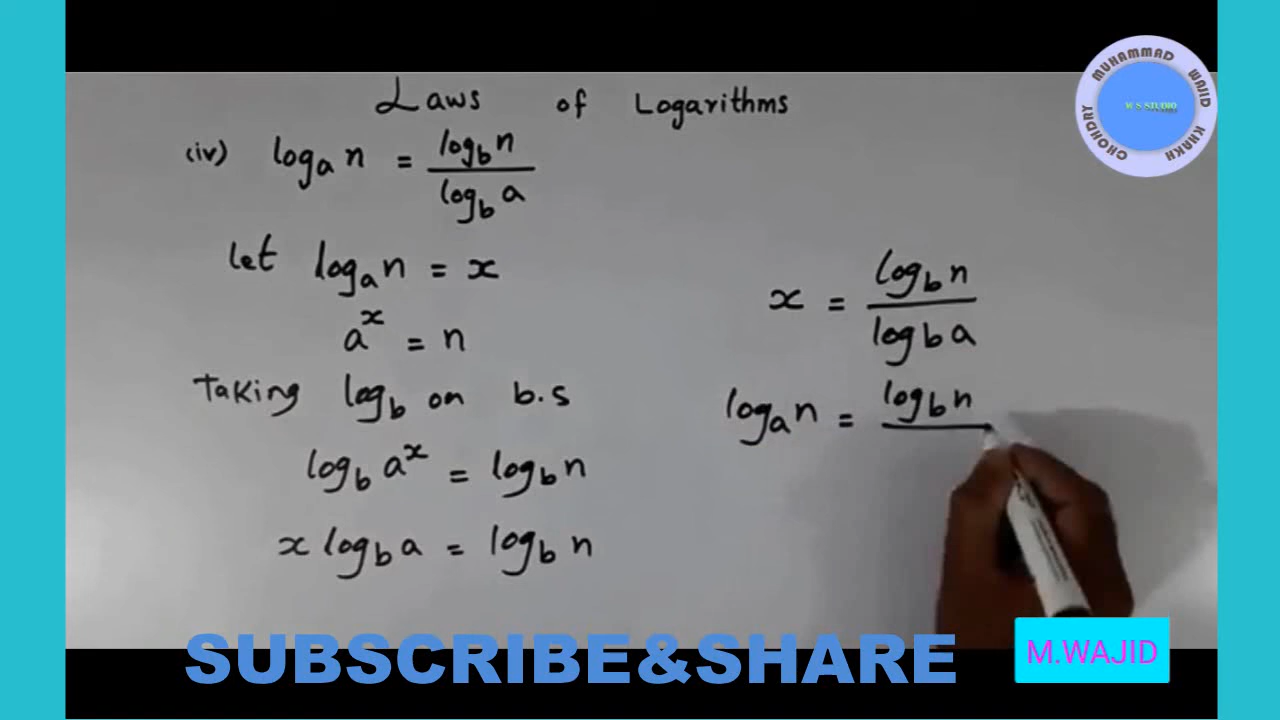 Laws of Logarithms
(iv) logₐ n = log_b n / log_b a
let logₐ n = x
aˣ = n
Taking log_b on b.s
log_b aˣ = log_b n
x log_b a = log_b n
x = log_b n / log_b a
logₐ n = log_b n
MUHAMMAD WAJID KHAKH CHOHDRY
W S STUDIO
SUBSCRIBE&SHARE
M.WAJID